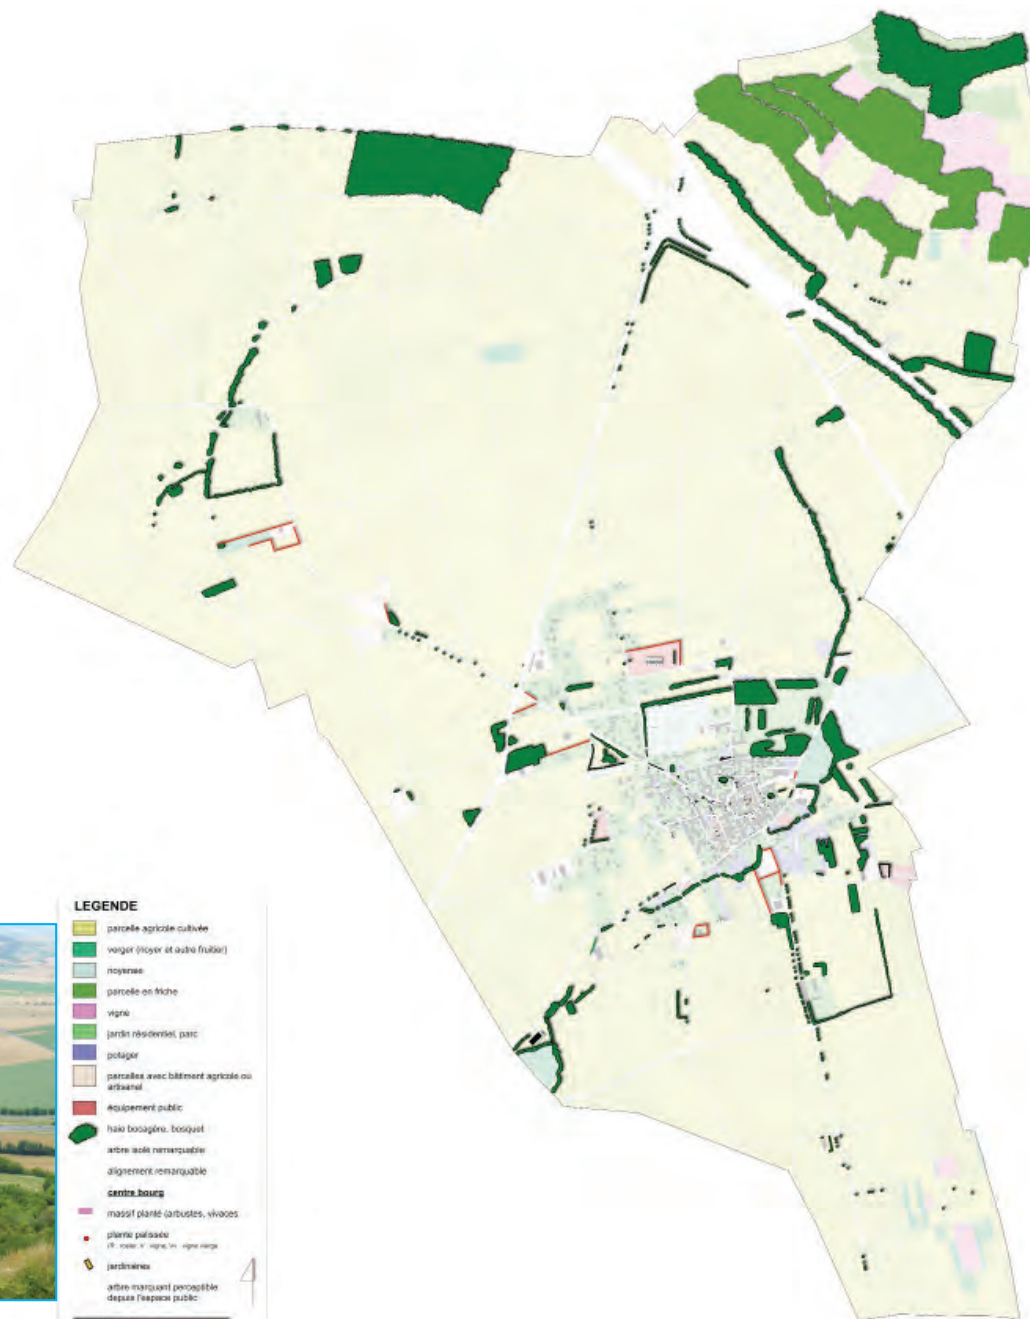 LEGENDE
parcelle agricole cultivée
verger (noyer et autre fruitier)
noyeraie
parcelle en friche
vigne
jardin résidentiel, parc
potager
parcelles avec bâtiment agricole ou
artisanal
équipement public
haie bocagère, bosquet
arbre isolé remarquable
alignement remarquable
centre bourg
massif planté (arbustes, vivaces
plante palissée
jardinières
arbre marquant perceptible
depuis l'espace public